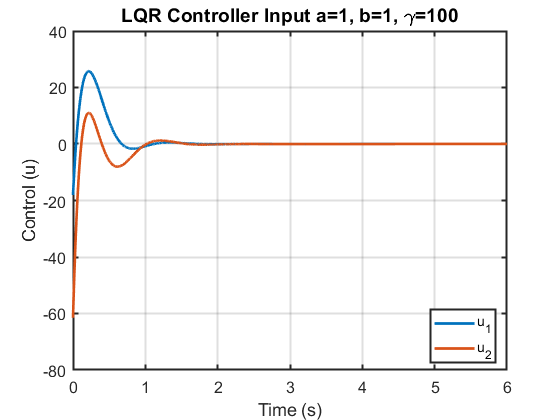 LQR Controller Input a=1, b=1, γ=100
40
20
0
-20
-40
-60
-80
Control (u)
u1
u2
0 1 2 3 4 5 6
Time (s)